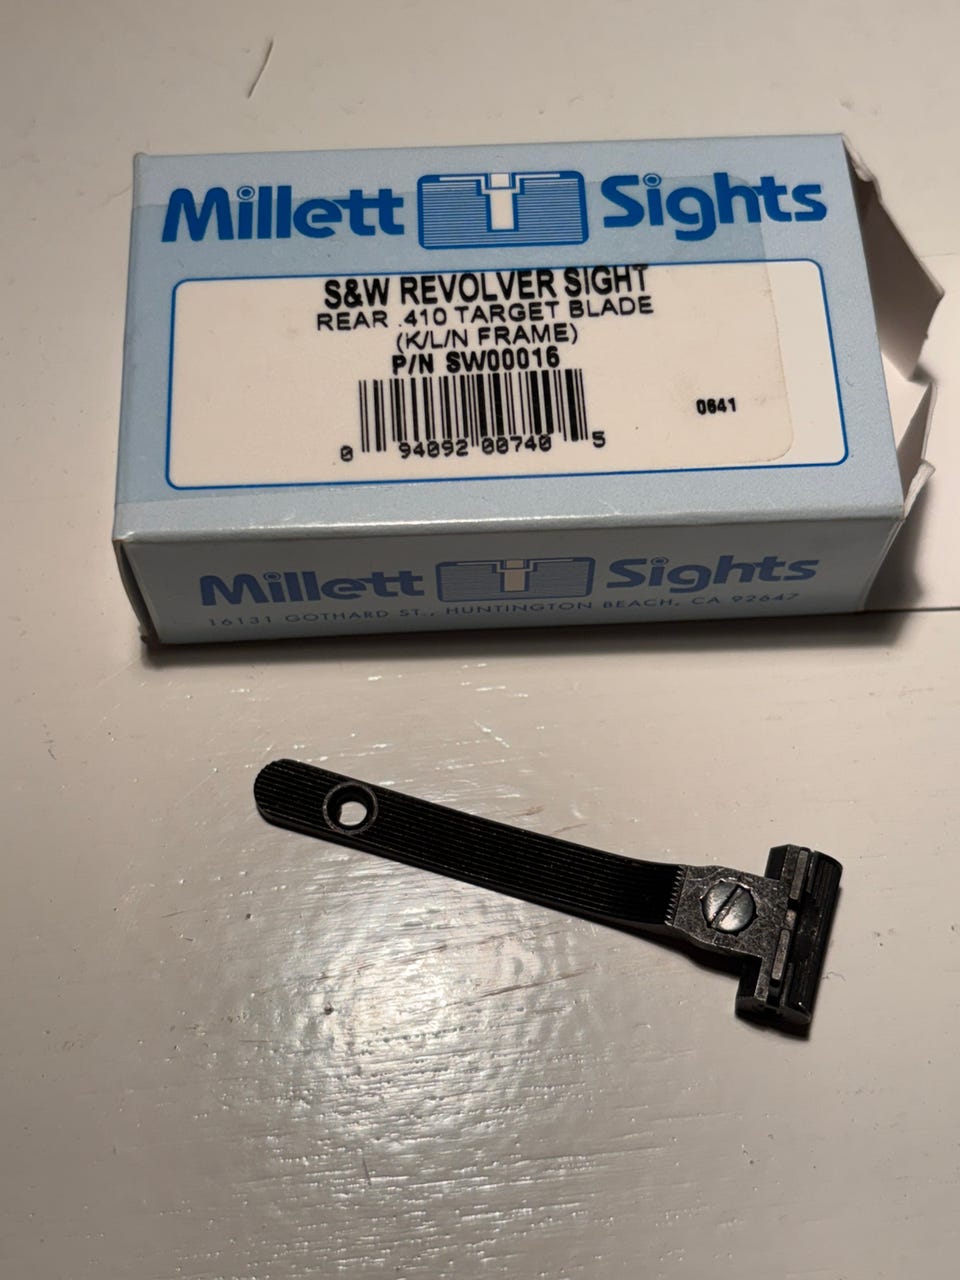 Millett Sights
S&W REVOLVER SIGHT
REAR .410 TARGET BLADE
(K/L/N FRAME)
P/N SW00016
0641
0 94092 00740 5
Millett Sights
16131 GOTHARD ST., HUNTINGTON BEACH, CA 92647